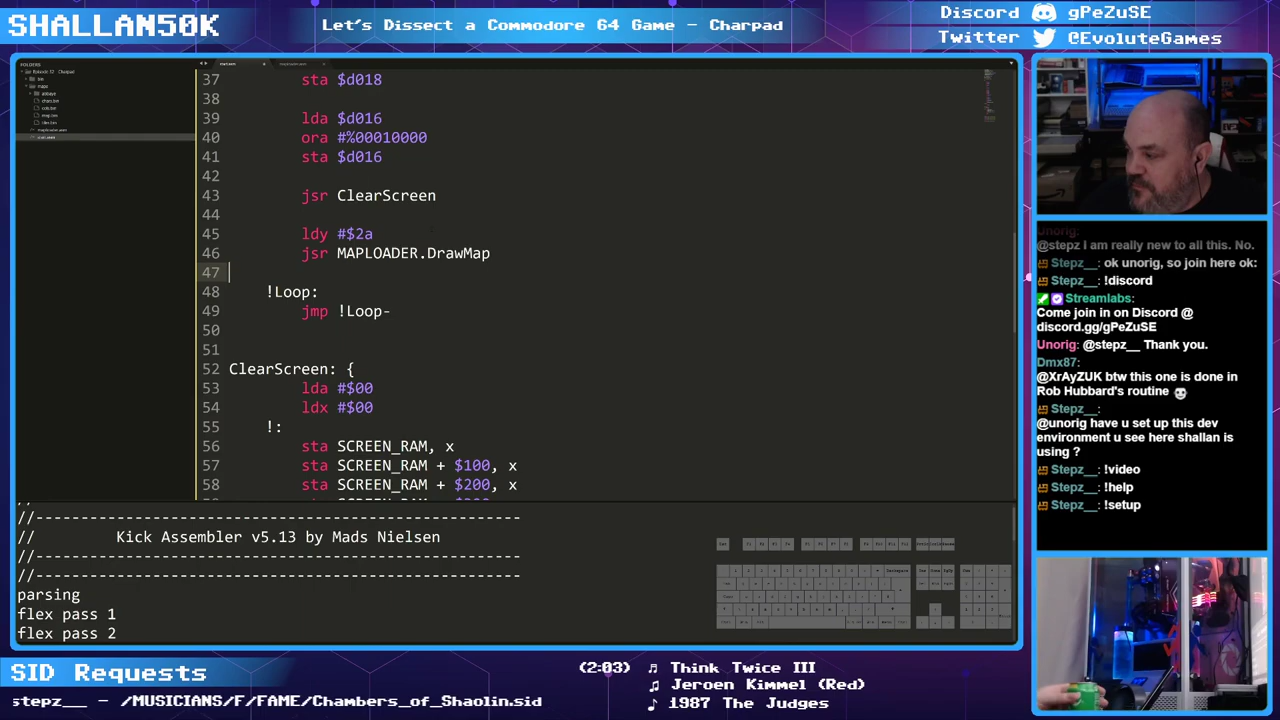 SHALLAN50K
Let's Dissect a Commodore 64 Game - Charpad
Discord gPeZuSE
Twitter @EvoluteGames
FOLDERS
37 sta $d018
38
39 lda $d016
40 ora #%00010000
41 sta $d016
42
43 jsr ClearScreen
44
45 ldy #$2a
46 jsr MAPLOADER.DrawMap
47
48 !Loop:
49 jmp !Loop-
50
51
52 ClearScreen: {
53 lda #$00
54 ldx #$00
55 !:
56 sta SCREEN_RAM, x
57 sta SCREEN_RAM + $100, x
58 sta SCREEN_RAM + $200, x
//------------------------------------------------------
// Kick Assembler v5.13 by Mads Nielsen
//------------------------------------------------------
//------------------------------------------------------
parsing
flex pass 1
flex pass 2
Unorig:
@stepz I am really new to all this. No.
Stepz__: ok unorig, so join here ok:
Stepz__: !discord
Streamlabs:
Come join in on Discord @
discord.gg/gPeZuSE
Unorig: @stepz__ Thank you.
Dmx87:
@XrAyZUK btw this one is done in
Rob Hubbard's routine
Stepz__:
@unorig have u set up this dev
environment u see here shallan is
using ?
Stepz__: !video
Stepz__: !help
Stepz__: !setup
SID Requests
stepz__ - /MUSICIANS/F/FAME/Chambers_of_Shaolin.sid
(2:03) Think Twice III
Jeroen Kimmel (Red)
1987 The Judges